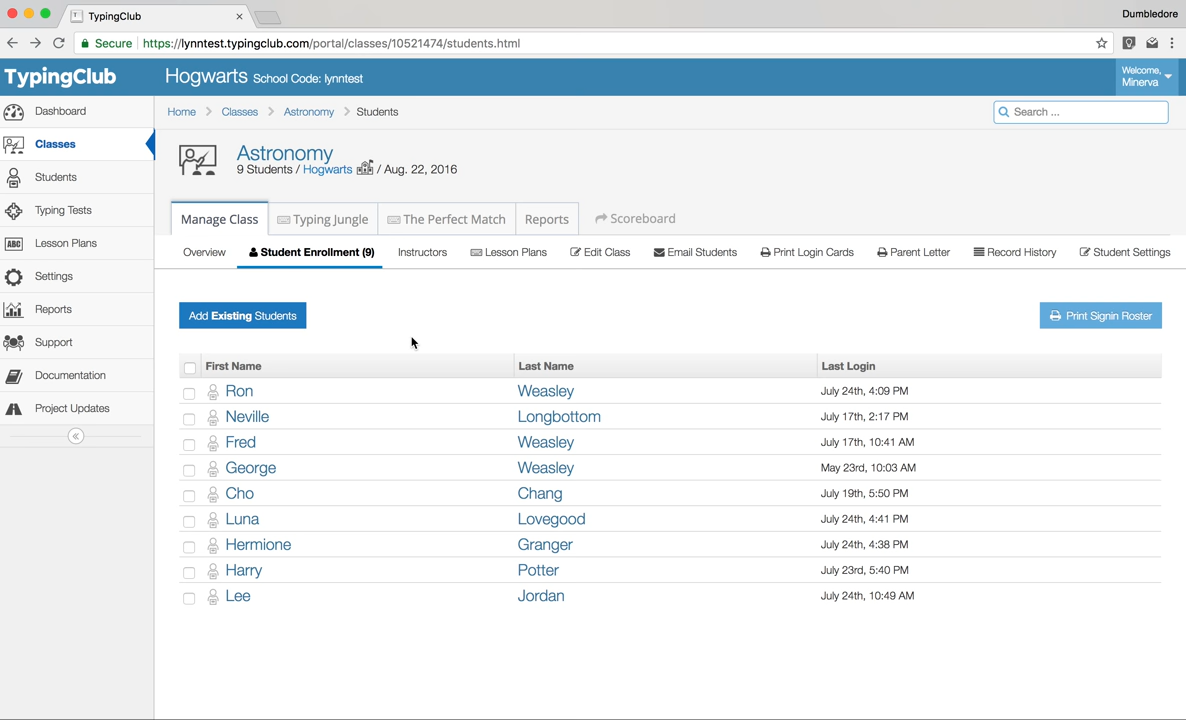 TypingClub
Dumbledore
Secure https://lynntest.typingclub.com/portal/classes/10521474/students.html
TypingClub
Hogwarts School Code: lynntest
Welcome,
Minerva
Dashboard
Classes
Students
Typing Tests
ABC Lesson Plans
Settings
Reports
Support
Documentation
Project Updates
Home Classes Astronomy Students
Search ...
Astronomy
9 Students / Hogwarts / Aug. 22, 2016
Manage Class Typing Jungle The Perfect Match Reports Scoreboard
Overview Student Enrollment (9) Instructors Lesson Plans Edit Class Email Students Print Login Cards Parent Letter Record History Student Settings
Add Existing Students Print Signin Roster
First Name Last Name Last Login
Ron Weasley July 24th, 4:09 PM
Neville Longbottom July 17th, 2:17 PM
Fred Weasley July 17th, 10:41 AM
George Weasley May 23rd, 10:03 AM
Cho Chang July 19th, 5:50 PM
Luna Lovegood July 24th, 4:41 PM
Hermione Granger July 24th, 4:38 PM
Harry Potter July 23rd, 5:40 PM
Lee Jordan July 24th, 10:49 AM